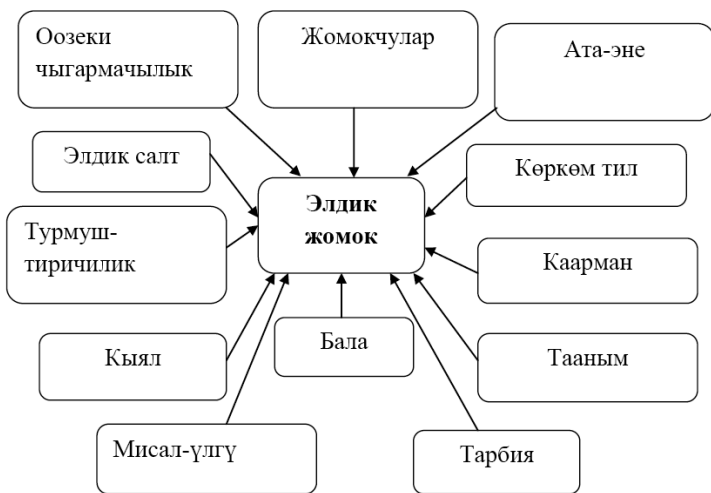 Оозеки
чыгармачылык
Жомокчулар
Ата-эне
Элдик салт
Көркөм тил
Элдик
жомок
Турмуш-
тиричилик
Каарман
Кыял
Бала
Тааным
Мисал-үлгү
Тарбия